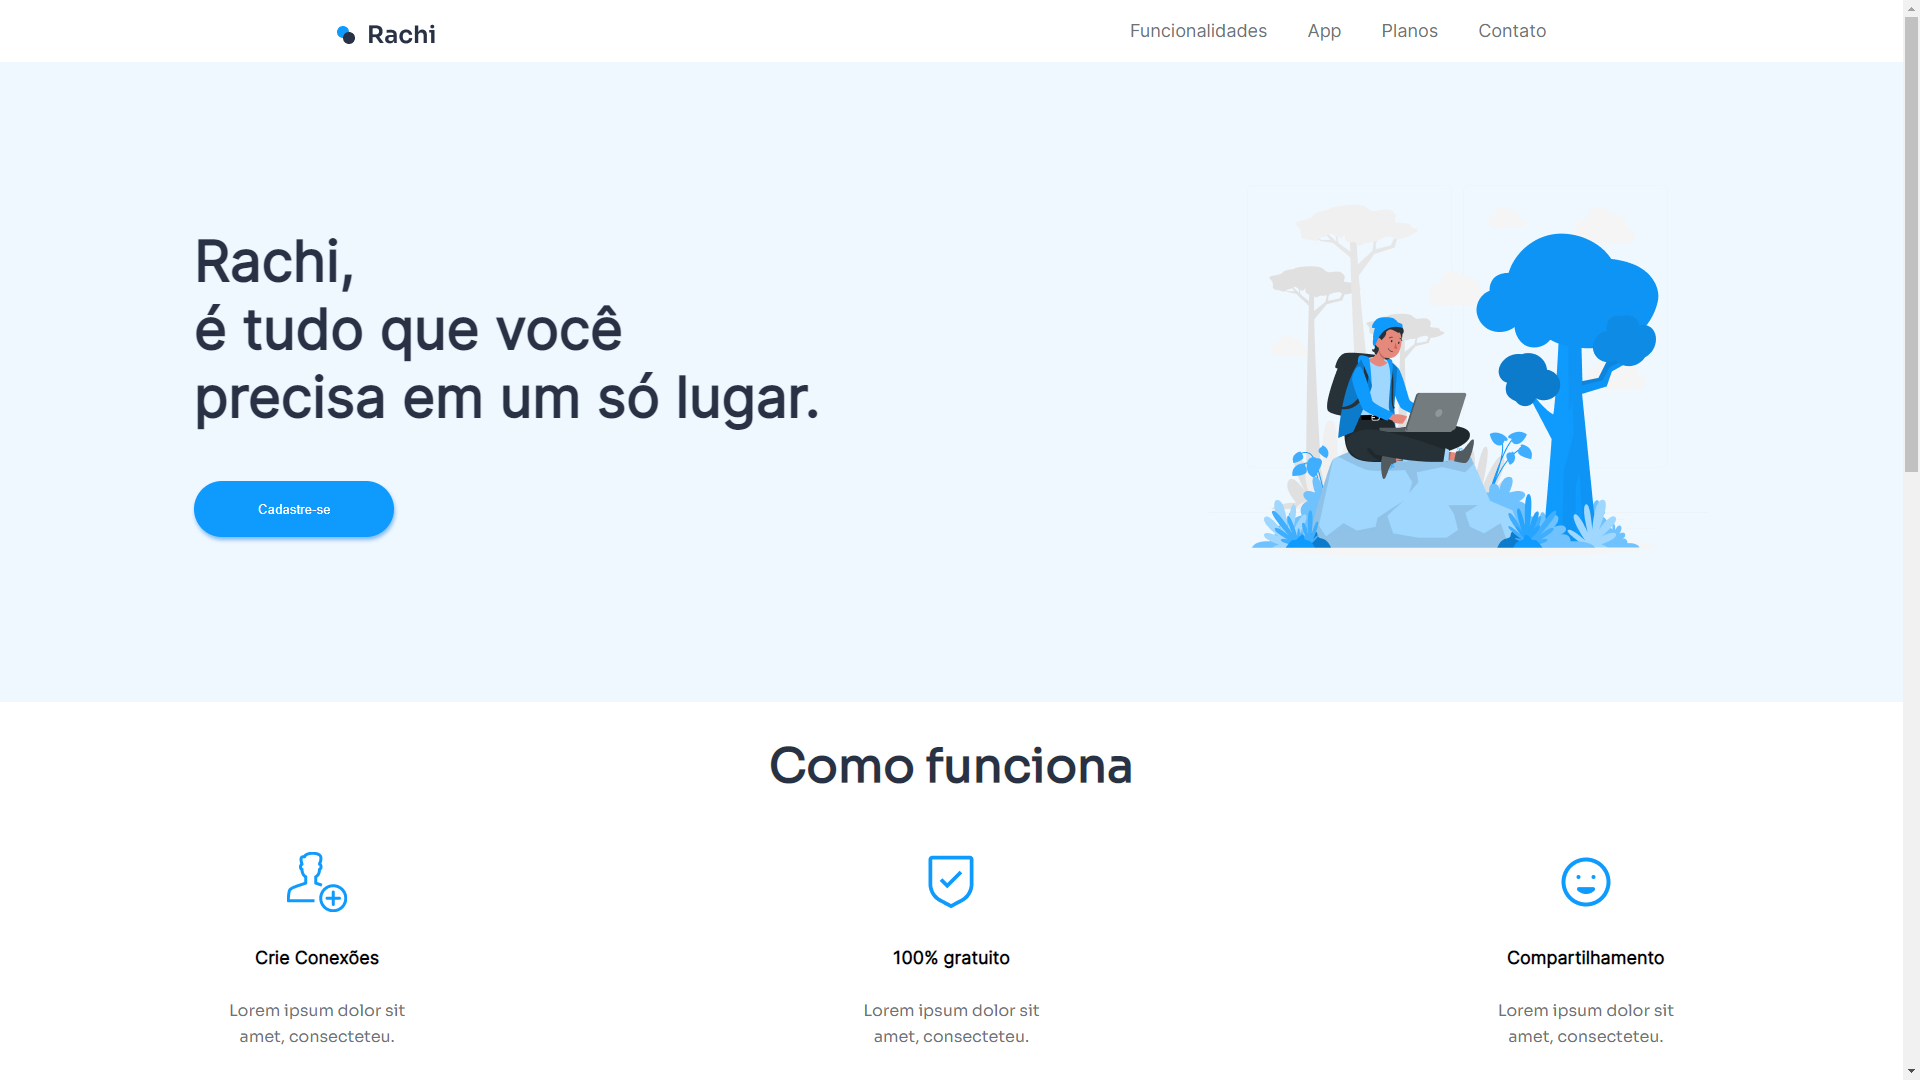 Rachi
Funcionalidades
App
Planos
Contato
Rachi,
é tudo que você
precisa em um só lugar.
Cadastre-se
Como funciona
Crie Conexões
Lorem ipsum dolor sit
amet, consecteteu.
100% gratuito
Lorem ipsum dolor sit
amet, consecteteu.
Compartilhamento
Lorem ipsum dolor sit
amet, consecteteu.